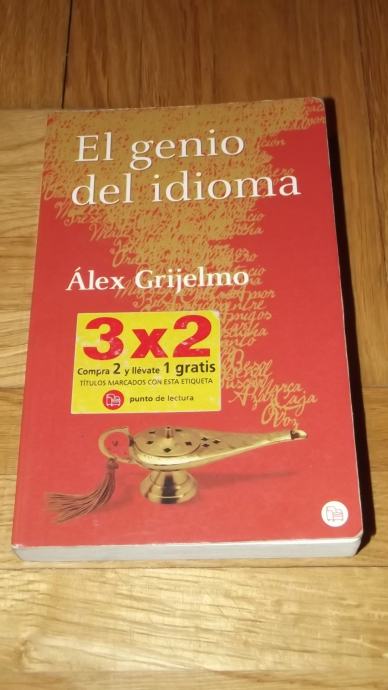 El genio
del idioma
Álex Grijelmo
3x2
Compra 2 y llévate 1 gratis
TÍTULOS MARCADOS CON ESTA ETIQUETA
punto de lectura
Voz